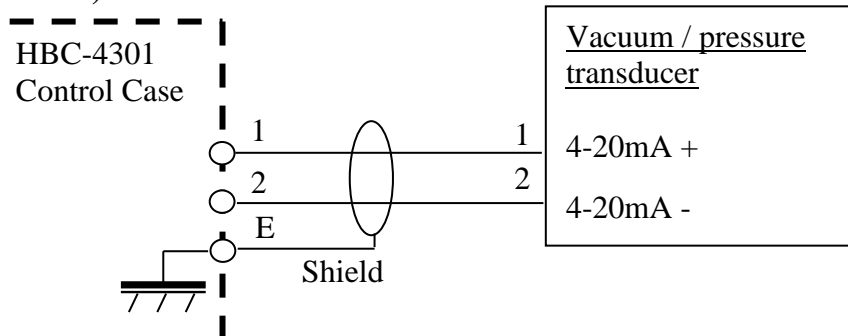 HBC-4301
Control Case
Vacuum / pressure
transducer
1
1
4-20mA +
2
2
4-20mA -
E
Shield